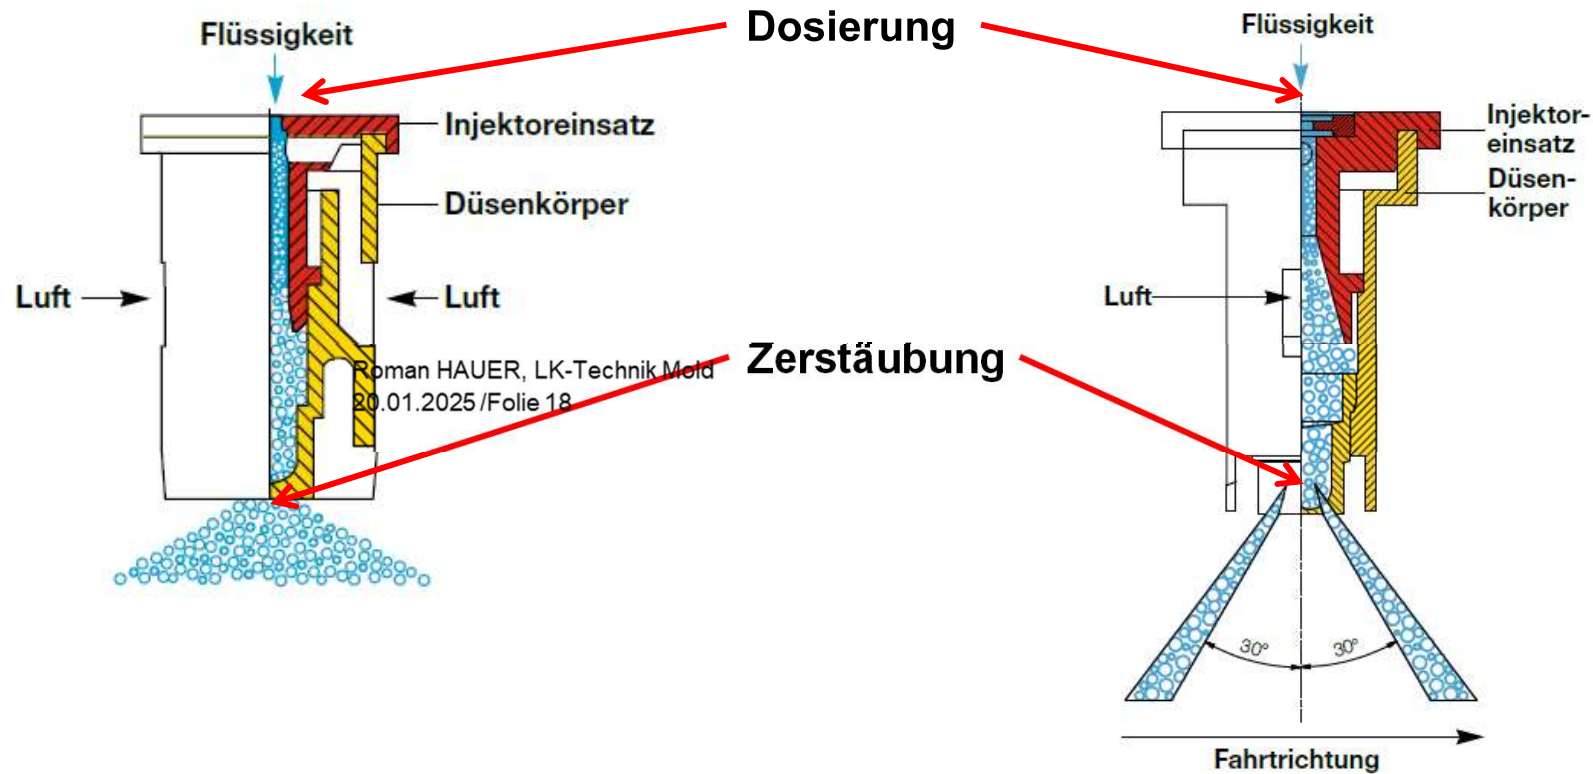 Dosierung
Flüssigkeit
Injektoreinsatz
Düsenkörper
Luft
Luft
Roman HAUER, LK-Technik Mold
20.01.2025 /Folie 18
Zerstäubung
Flüssigkeit
Injektor-
einsatz
Düsen-
körper
Luft
30°
30°
Fahrtrichtung